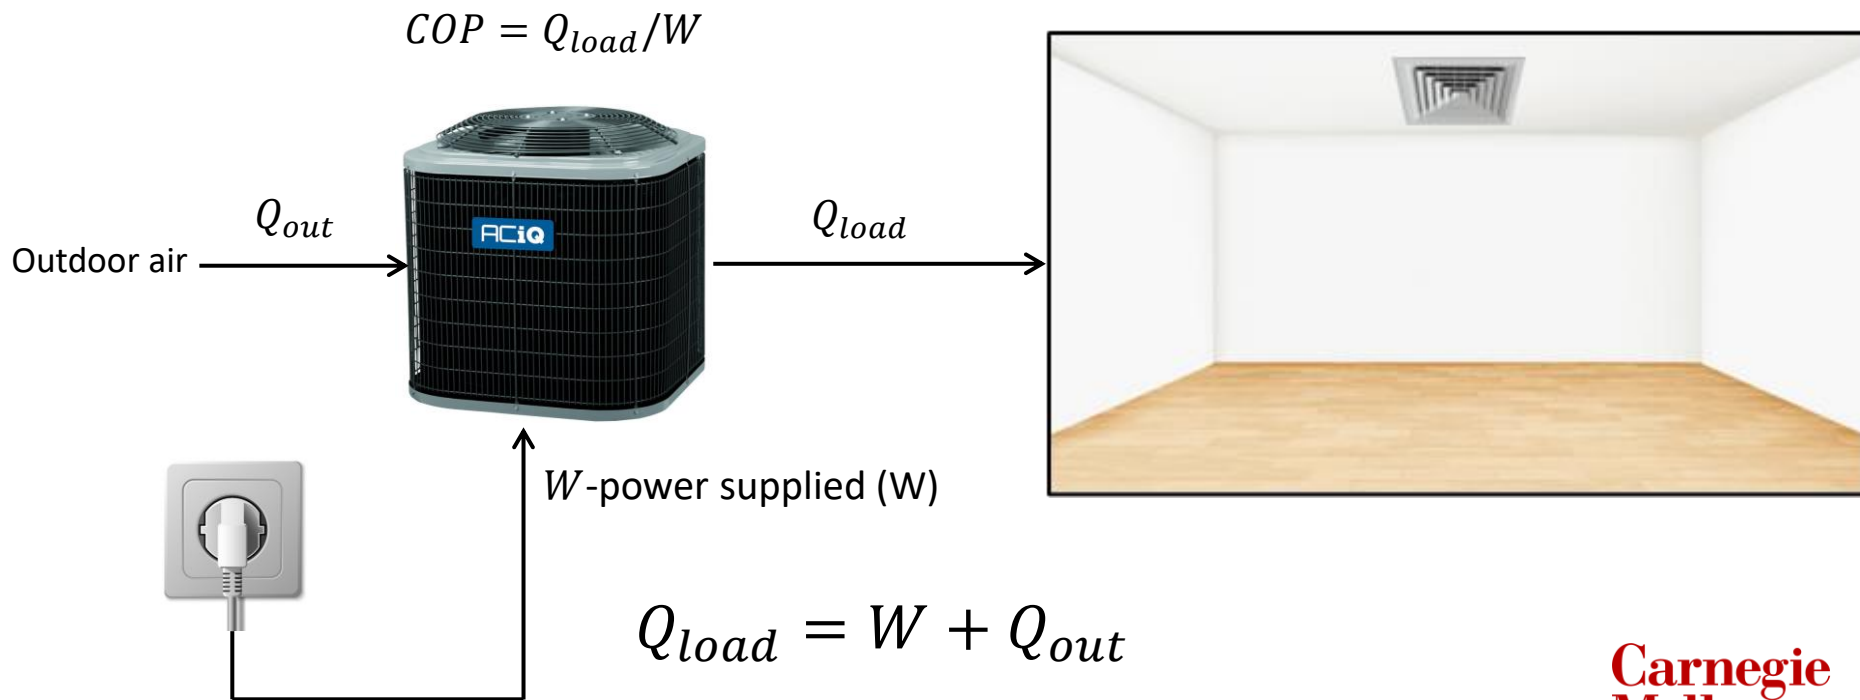 COP = Q_load/W
Q_out
Q_load
Outdoor air
ACiQ
W-power supplied (W)
Q_load = W + Q_out
Carnegie